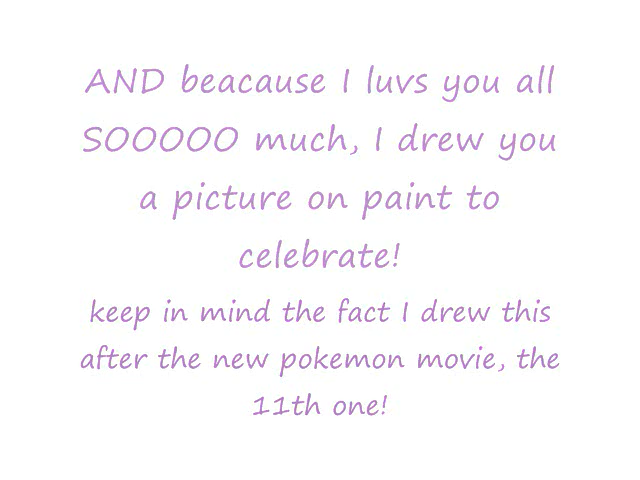 AND beacause I luvs you all
SOOOOO much, I drew you
a picture on paint to
celebrate!
keep in mind the fact I drew this
after the new pokemon movie, the
11th one!